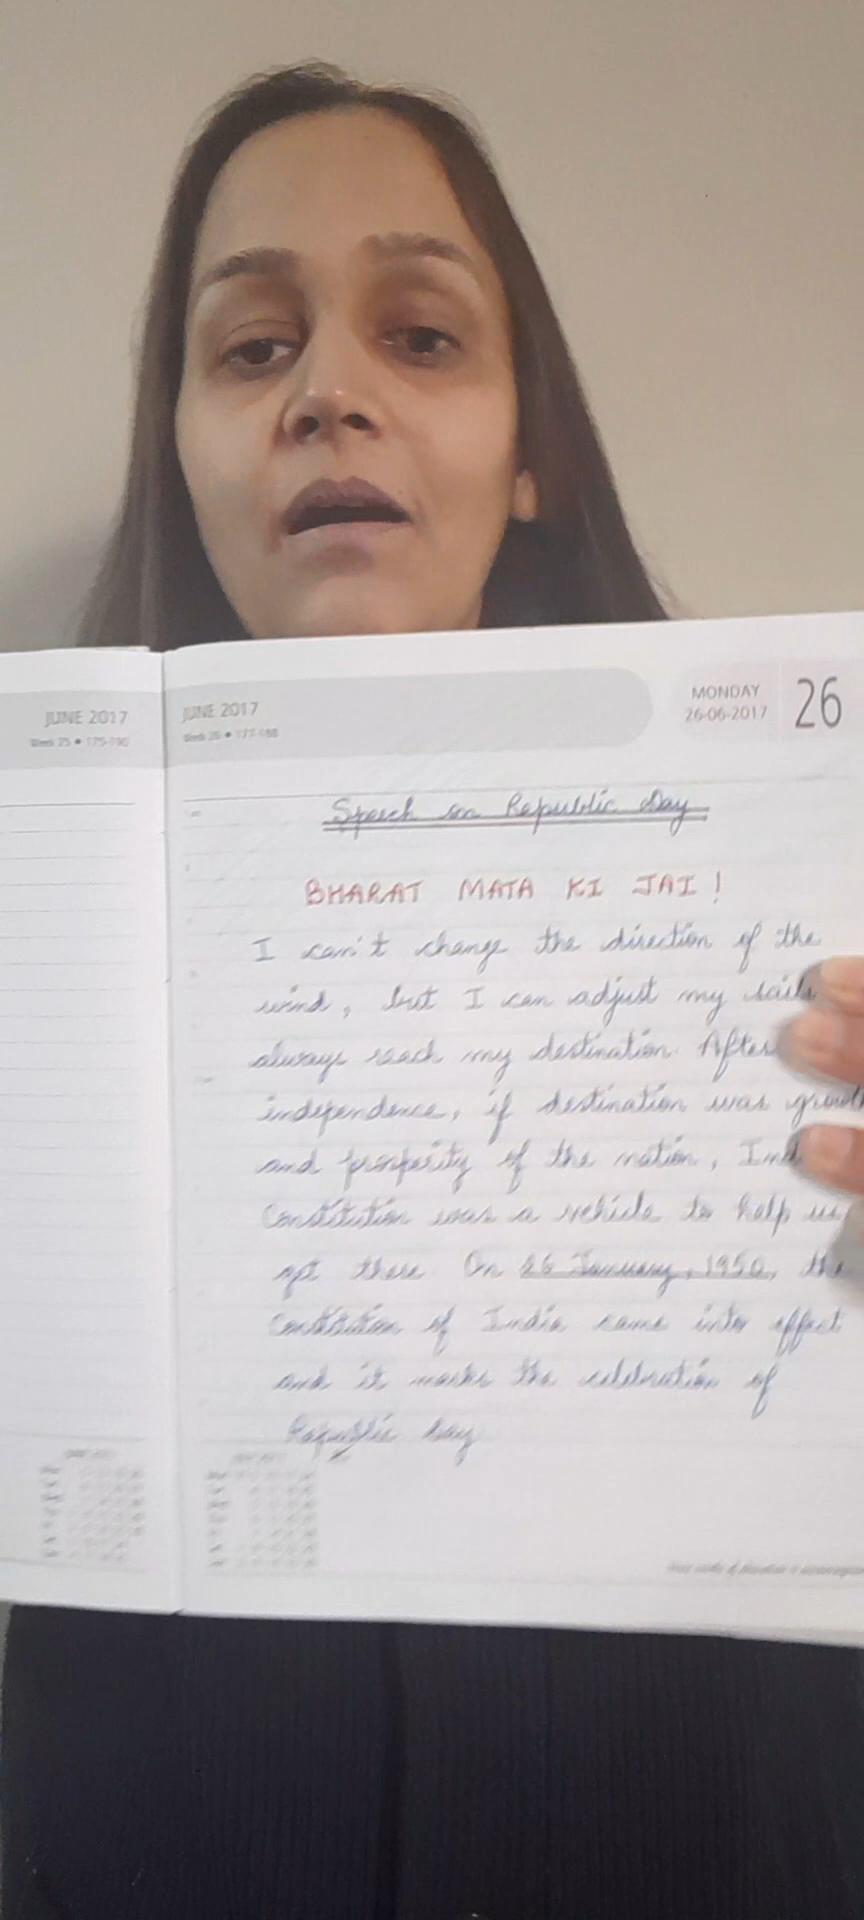 JUNE 2017
JUNE 2017
MONDAY
26-06-2017
26
Speech on Republic Day
BHARAT MATA KI JAI!
I can't change the direction of the
wind, but I can adjust my sails
always reach my destination. After
independence, if destination was
and prosperity of the nation,
Constitution was a vehicle to help us
get there. On 26 January, 1950, the
Constitution of India came into effect
and it marks the celebration of
Republic Day